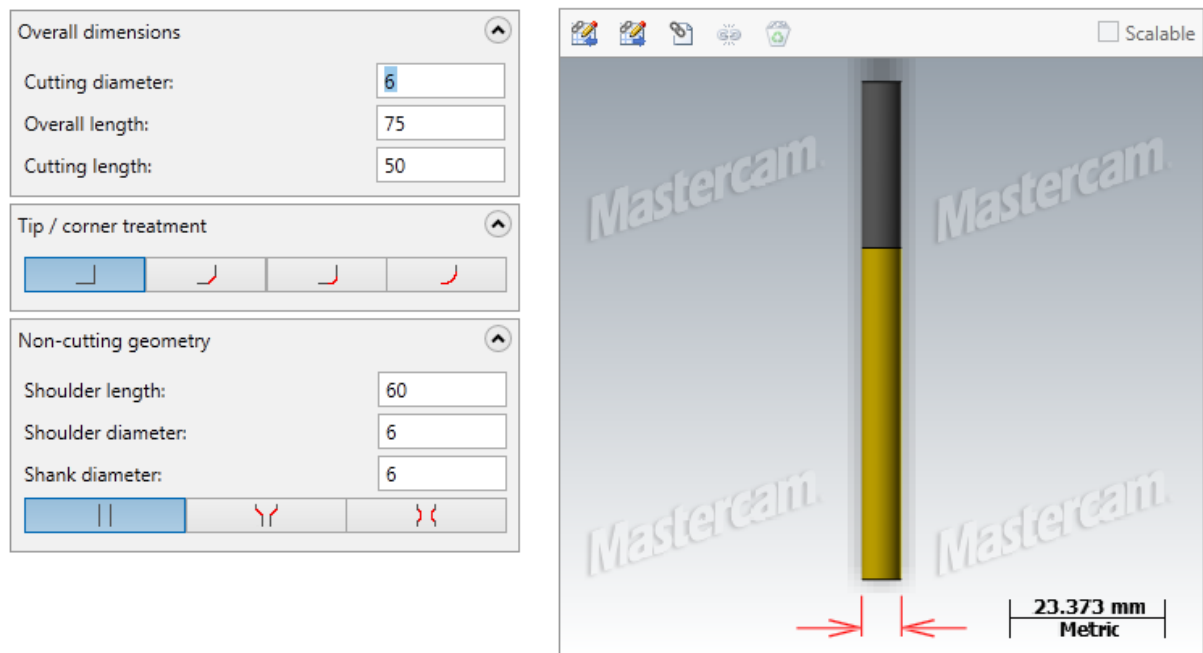 Overall dimensions
Cutting diameter: 6
Overall length: 75
Cutting length: 50
Tip / corner treatment
Non-cutting geometry
Shoulder length: 60
Shoulder diameter: 6
Shank diameter: 6
Scalable
Mastercam
Mastercam
Mastercam
Mastercam
23.373 mm
Metric